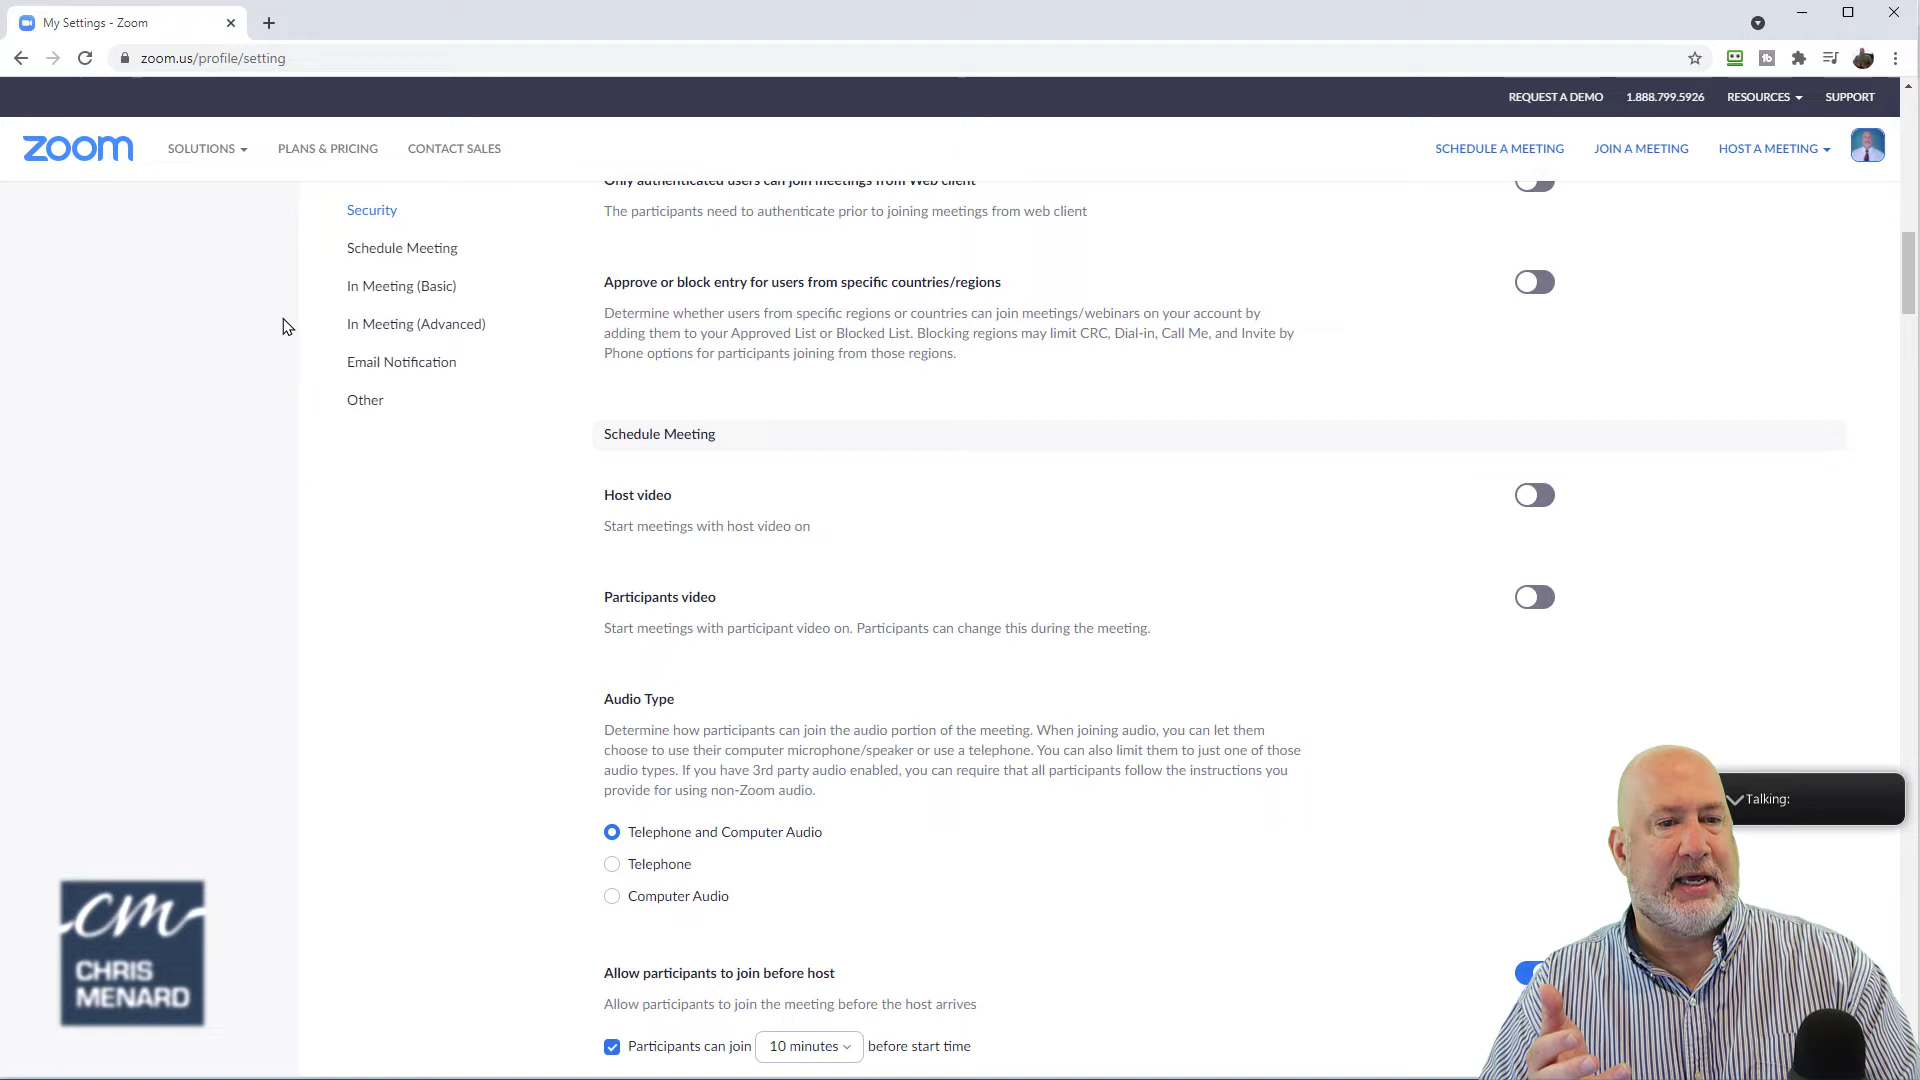 My Settings - Zoom
zoom.us/profile/setting
REQUEST A DEMO 1.888.799.5926 RESOURCES SUPPORT
zoom SOLUTIONS PLANS & PRICING CONTACT SALES SCHEDULE A MEETING JOIN A MEETING HOST A MEETING
Only authenticated users can join meetings from Web client
Security
The participants need to authenticate prior to joining meetings from web client
Schedule Meeting
In Meeting (Basic)
In Meeting (Advanced)
Email Notification
Other
Approve or block entry for users from specific countries/regions
Determine whether users from specific regions or countries can join meetings/webinars on your account by
adding them to your Approved List or Blocked List. Blocking regions may limit CRC, Dial-in, Call Me, and Invite by
Phone options for participants joining from those regions.
Schedule Meeting
Host video
Start meetings with host video on
Participants video
Start meetings with participant video on. Participants can change this during the meeting.
Audio Type
Determine how participants can join the audio portion of the meeting. When joining audio, you can let them
choose to use their computer microphone/speaker or use a telephone. You can also limit them to just one of those
audio types. If you have 3rd party audio enabled, you can require that all participants follow the instructions you
provide for using non-Zoom audio.
Talking:
Telephone and Computer Audio
Telephone
Computer Audio
Allow participants to join before host
Allow participants to join the meeting before the host arrives
Participants can join 10 minutes before start time
cm
CHRIS
MENARD